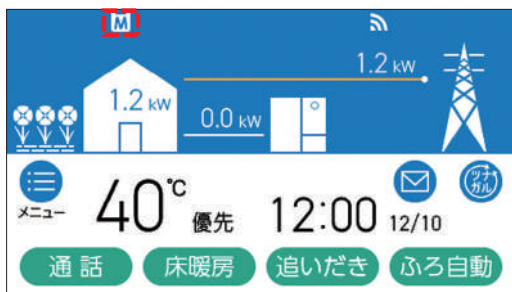 M
1.2 kW
1.2 kW
0.0 kW
メニュー
40℃
優先
12:00
12/10
ツナ
ガル
通話
床暖房
追いだき
ふろ自動